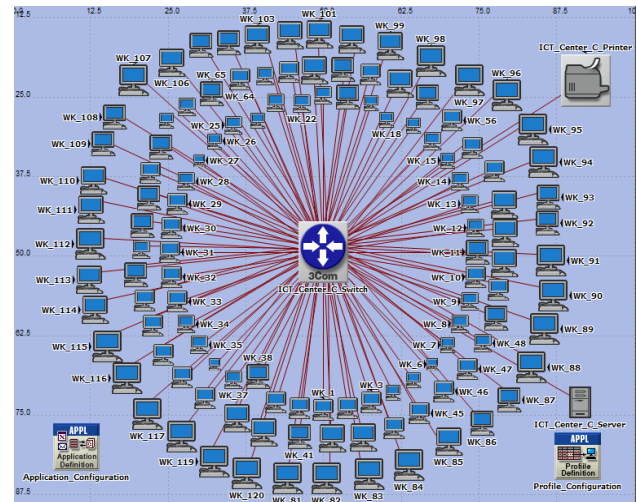 0.0 12.5 25.0 37.5 50.0 62.5 75.0 87.5
12.5
WK_103 WK_101 WK_99
WK_98
ICT_Center_C_Printer
WK_107
WK_65
WK_106
WK_96
25.0
WK_64
WK_97
WK_22
WK_108
WK_25
WK_18
WK_56
WK_95
WK_109
WK_26
WK_27
WK_15
WK_94
37.5
WK_110
WK_28
WK_14
WK_29
WK_13
WK_93
WK_111
WK_30
WK_12
WK_92
WK_112
50.0
WK_31
WK_11
WK_91
3Com
WK_113
WK_32
WK_10
ICT_Center_C_Switch
WK_90
WK_33
WK_9
WK_114
WK_34
WK_8
WK_89
62.5
WK_115
WK_35
WK_7
WK_48
WK_38
WK_6
WK_88
WK_116
WK_47
WK_37
WK_1
WK_3
WK_46
WK_87
75.0
WK_45
ICT_Center_C_Server
WK_117
WK_41
WK_86
APPL
Application
Definition
WK_119
WK_85
APPL
Profile
Definition
Application_Configuration
WK_120
WK_81
WK_82
WK_83
WK_84
Profile_Configuration
87.5